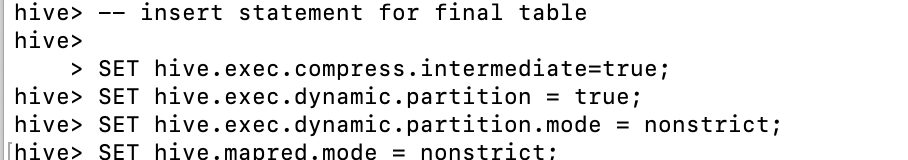 hive> -- insert statement for final table
hive>
    > SET hive.exec.compress.intermediate=true;
hive> SET hive.exec.dynamic.partition = true;
hive> SET hive.exec.dynamic.partition.mode = nonstrict;
[hive> SET hive.mapred.mode = nonstrict;